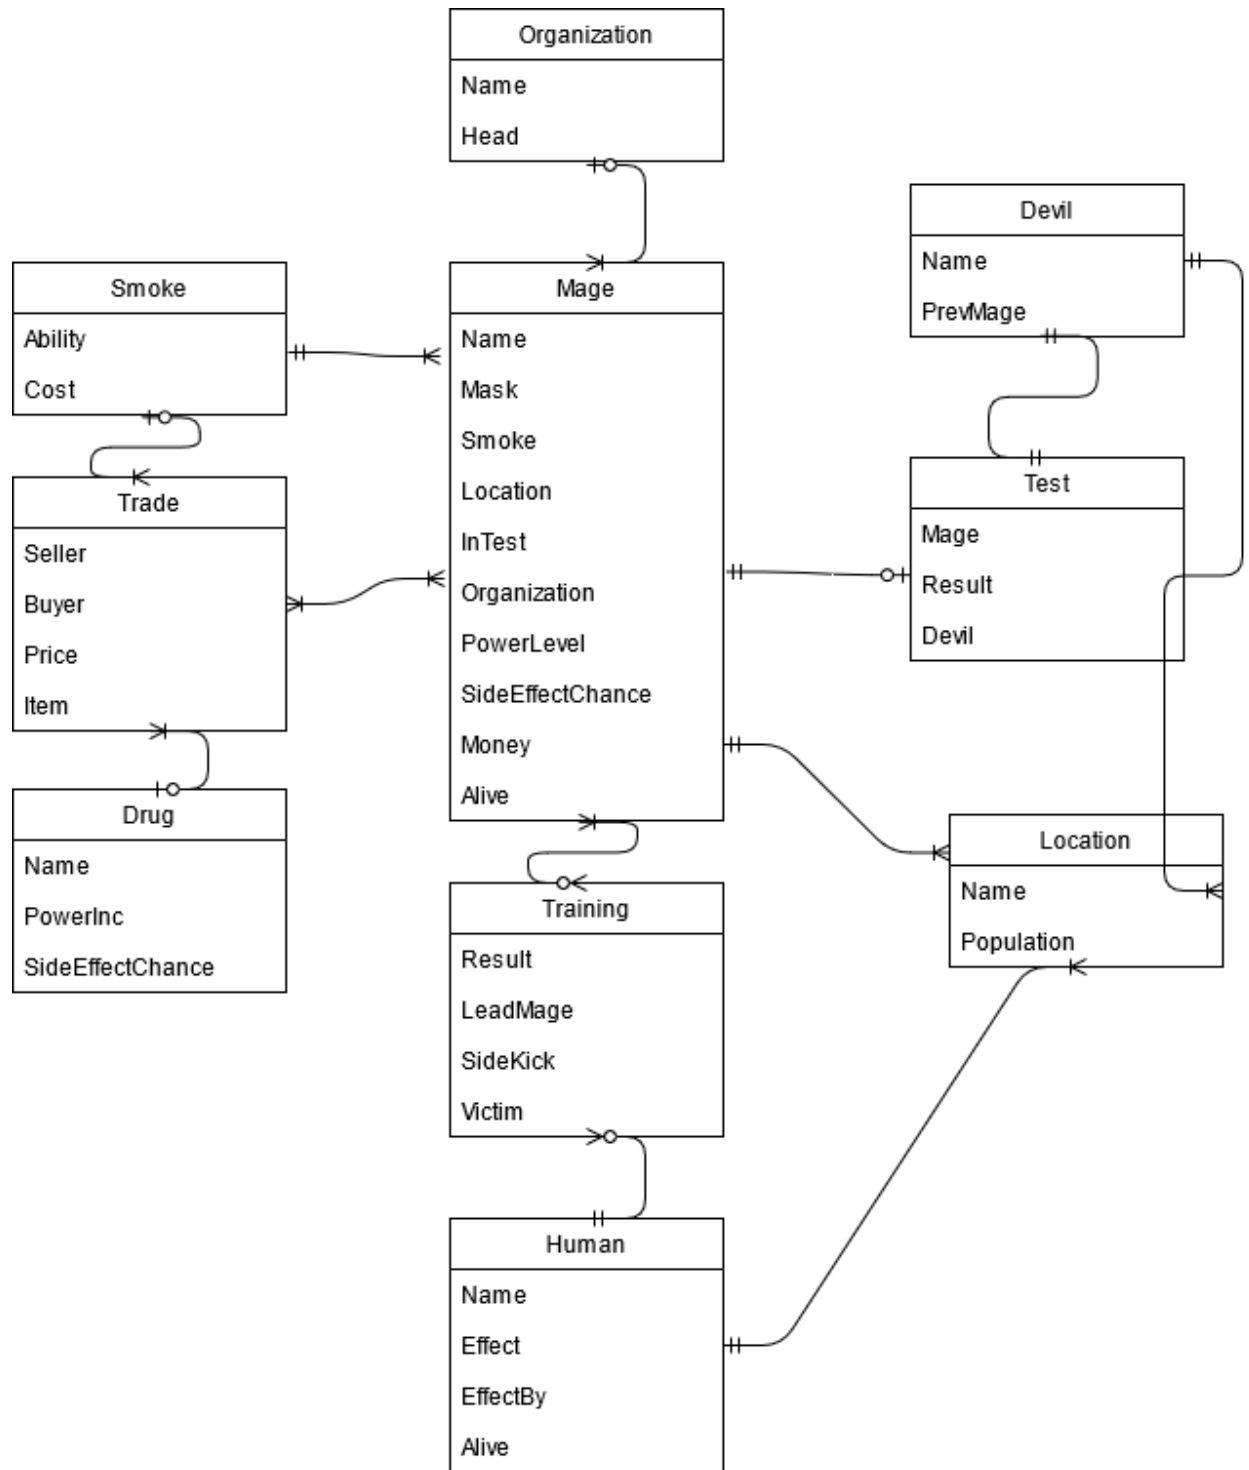 Organization
Name
Head
Devil
Name
PrevMage
Smoke
Ability
Cost
Mage
Name
Mask
Smoke
Location
InTest
Organization
PowerLevel
SideEffectChance
Money
Alive
Trade
Seller
Buyer
Price
Item
Test
Mage
Result
Devil
Drug
Name
PowerInc
SideEffectChance
Location
Name
Population
Training
Result
LeadMage
SideKick
Victim
Human
Name
Effect
EffectBy
Alive